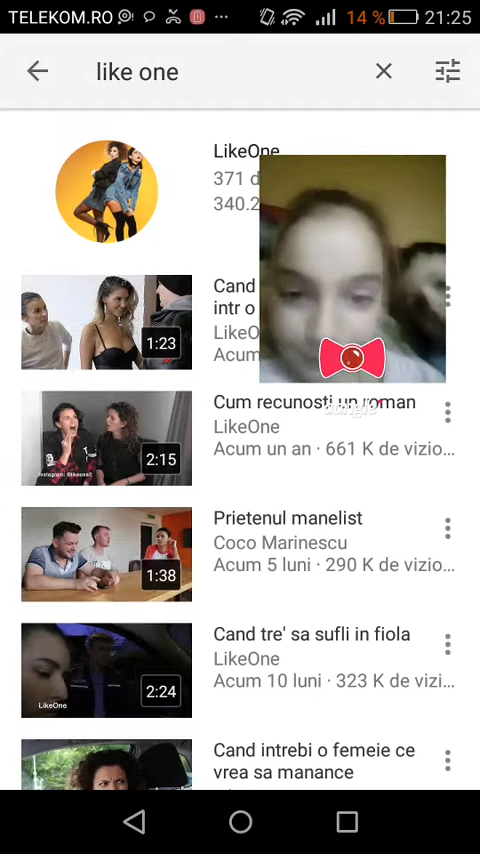 TELEKOM.RO
14 %
21:25
like one
LikeOne
371 d
340.2
Cand
intr o
LikeO
Acum
1:23
Cum recunosti un roman
LikeOne
Acum un an · 661 K de vizio...
2:15
Instagram: @likeone2
Prietenul manelist
Coco Marinescu
Acum 5 luni · 290 K de vizio...
1:38
Cand tre' sa sufli in fiola
LikeOne
Acum 10 luni · 323 K de vizi...
2:24
LikeOne
Cand intrebi o femeie ce
vrea sa manance